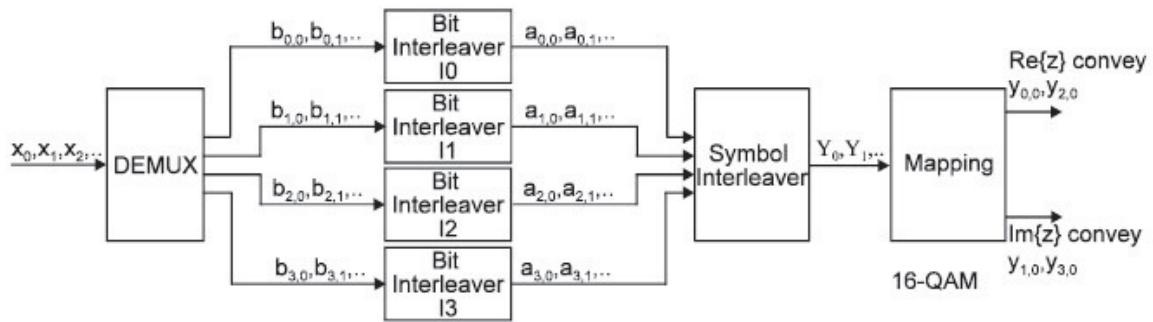 x₀,x₁,x₂,..
DEMUX
b₀,₀,b₀,₁,..
Bit
Interleaver
I0
a₀,₀,a₀,₁,..
b₁,₀,b₁,₁,..
Bit
Interleaver
I1
a₁,₀,a₁,₁,..
b₂,₀,b₂,₁,..
Bit
Interleaver
I2
a₂,₀,a₂,₁,..
b₃,₀,b₃,₁,..
Bit
Interleaver
I3
a₃,₀,a₃,₁,..
Symbol
Interleaver
Y₀,Y₁,..
Mapping
16-QAM
Re{z} convey
y₀,₀,y₂,₀
Im{z} convey
y₁,₀,y₃,₀